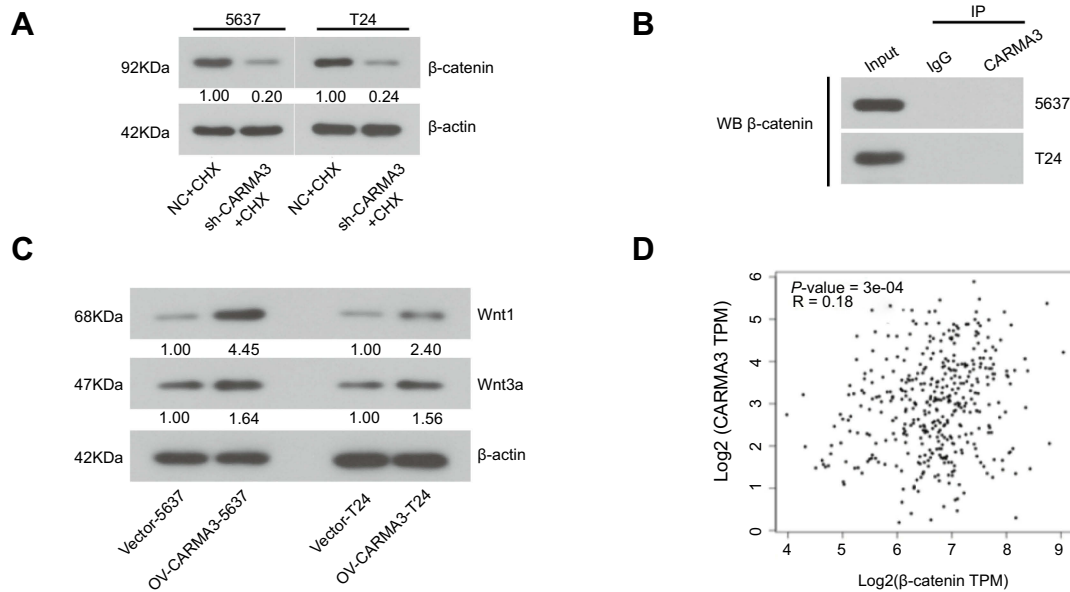 A
5637
T24
92KDa
β-catenin
1.00
0.20
1.00
0.24
42KDa
β-actin
NC+CHX
sh-CARMA3
+CHX
NC+CHX
sh-CARMA3
+CHX
B
IP
Input
IgG
CARMA3
WB β-catenin
5637
T24
C
68KDa
Wnt1
1.00
4.45
1.00
2.40
47KDa
Wnt3a
1.00
1.64
1.00
1.56
42KDa
β-actin
Vector-5637
OV-CARMA3-5637
Vector-T24
OV-CARMA3-T24
D
P-value = 3e-04
R = 0.18
Log2 (CARMA3 TPM)
6
5
4
3
2
1
0
4
5
6
7
8
9
Log2(β-catenin TPM)